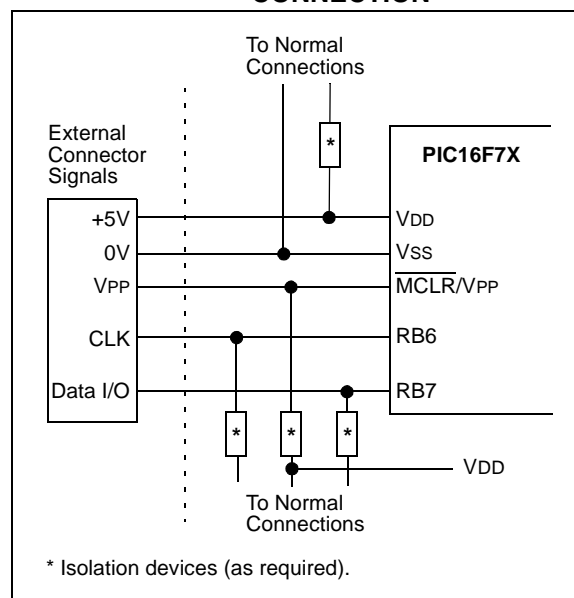 CONNECTION
To Normal
Connections
External
Connector
Signals
*
PIC16F7X
+5V
VDD
0V
VSS
VPP
MCLR/VPP
CLK
RB6
Data I/O
RB7
* * *
VDD
To Normal
Connections
* Isolation devices (as required).